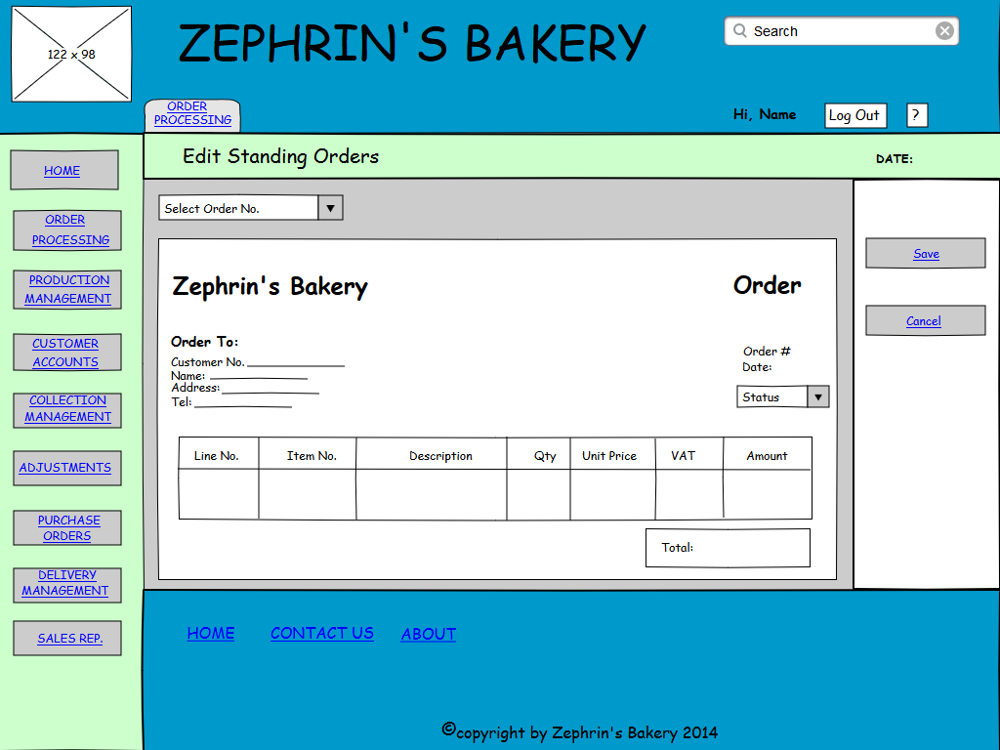 122 x 98
ZEPHRIN'S BAKERY
Search
ORDER
PROCESSING
Hi, Name
Log Out
?
Edit Standing Orders
DATE:
HOME
ORDER
PROCESSING
PRODUCTION
MANAGEMENT
CUSTOMER
ACCOUNTS
COLLECTION
MANAGEMENT
ADJUSTMENTS
PURCHASE
ORDERS
DELIVERY
MANAGEMENT
SALES REP.
Select Order No.
Zephrin's Bakery
Order
Order To:
Customer No.
Name:
Address:
Tel:
Order #
Date:
Status
Line No. Item No. Description Qty Unit Price VAT Amount
Total:
Save
Cancel
HOME CONTACT US ABOUT
©copyright by Zephrin's Bakery 2014